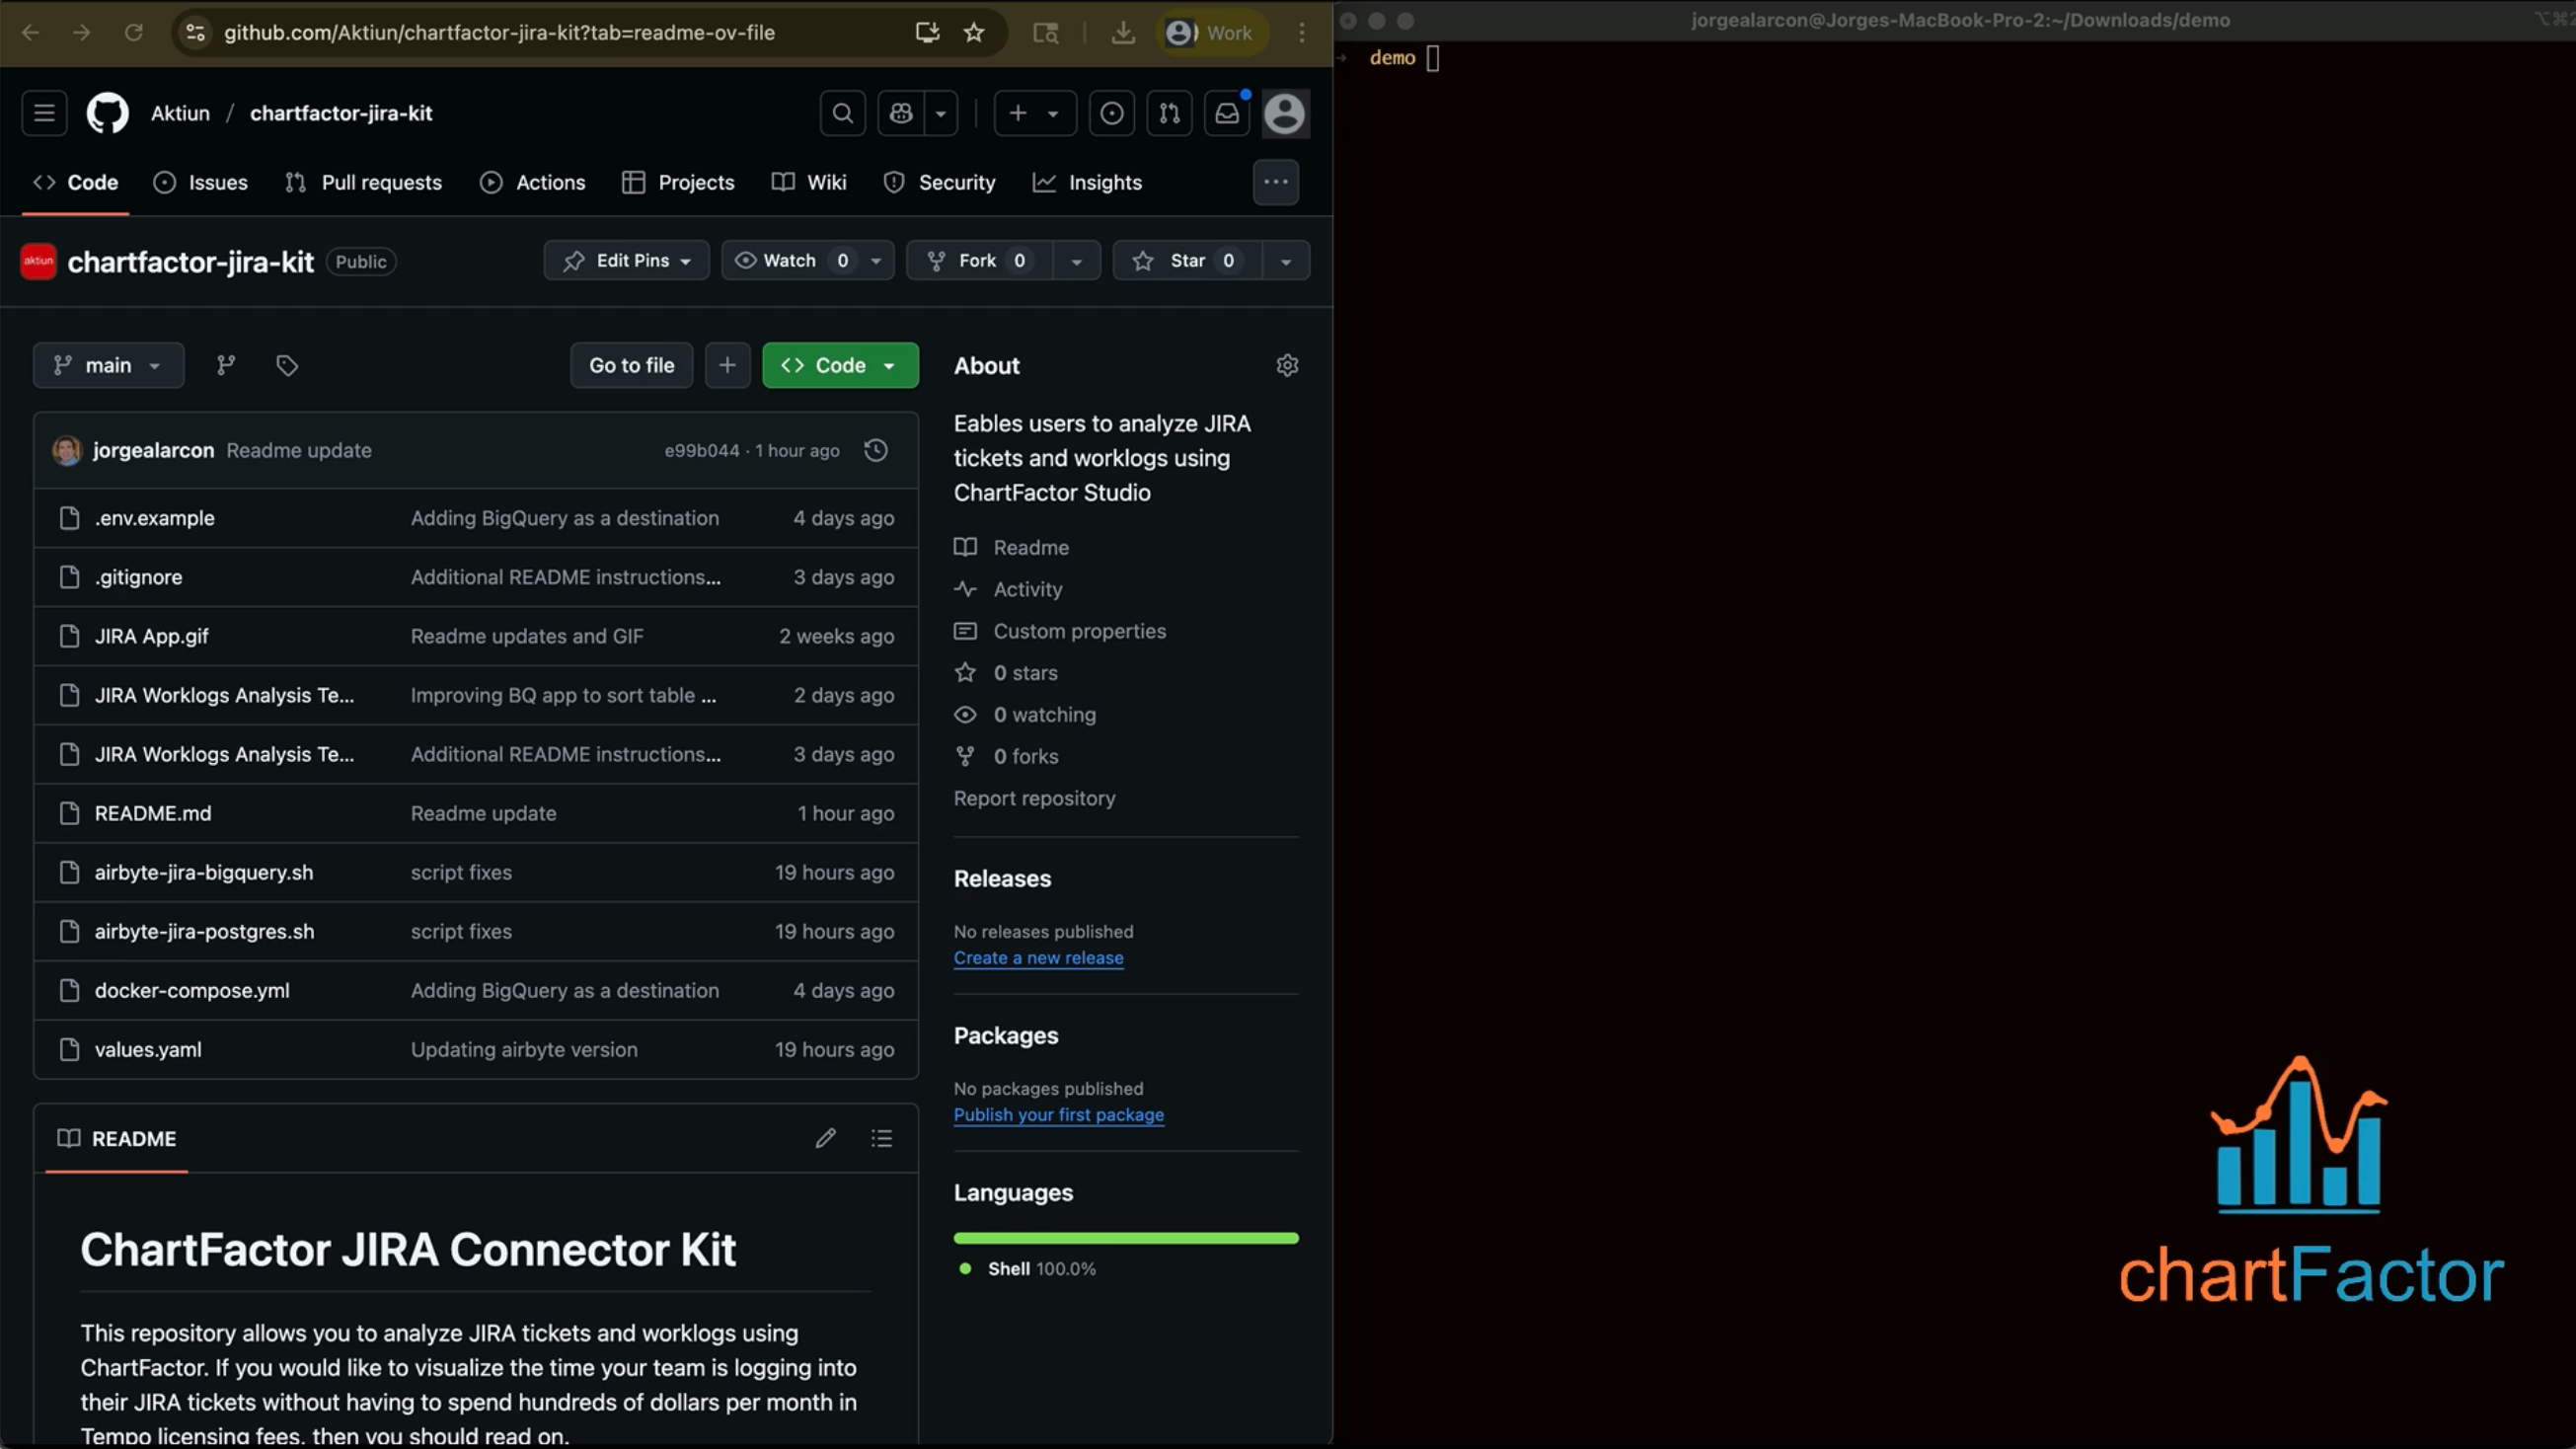 github.com/Aktiun/chartfactor-jira-kit?tab=readme-ov-file
Work
Aktiun / chartfactor-jira-kit
Code Issues Pull requests Actions Projects Wiki Security Insights
aktiun chartfactor-jira-kit Public
Edit Pins Watch 0 Fork 0 Star 0
main Go to file Code
jorgealarcon Readme update e99b044 · 1 hour ago
.env.example Adding BigQuery as a destination 4 days ago
.gitignore Additional README instructions... 3 days ago
JIRA App.gif Readme updates and GIF 2 weeks ago
JIRA Worklogs Analysis Te... Improving BQ app to sort table ... 2 days ago
JIRA Worklogs Analysis Te... Additional README instructions... 3 days ago
README.md Readme update 1 hour ago
airbyte-jira-bigquery.sh script fixes 19 hours ago
airbyte-jira-postgres.sh script fixes 19 hours ago
docker-compose.yml Adding BigQuery as a destination 4 days ago
values.yaml Updating airbyte version 19 hours ago
README
ChartFactor JIRA Connector Kit
This repository allows you to analyze JIRA tickets and worklogs using
ChartFactor. If you would like to visualize the time your team is logging into
their JIRA tickets without having to spend hundreds of dollars per month in
Tempo licensing fees, then you should read on.
About
Eables users to analyze JIRA
tickets and worklogs using
ChartFactor Studio
Readme
Activity
Custom properties
0 stars
0 watching
0 forks
Report repository
Releases
No releases published
Create a new release
Packages
No packages published
Publish your first package
Languages
Shell 100.0%
jorgealarcon@Jorges-MacBook-Pro-2:~/Downloads/demo
demo
chartFactor